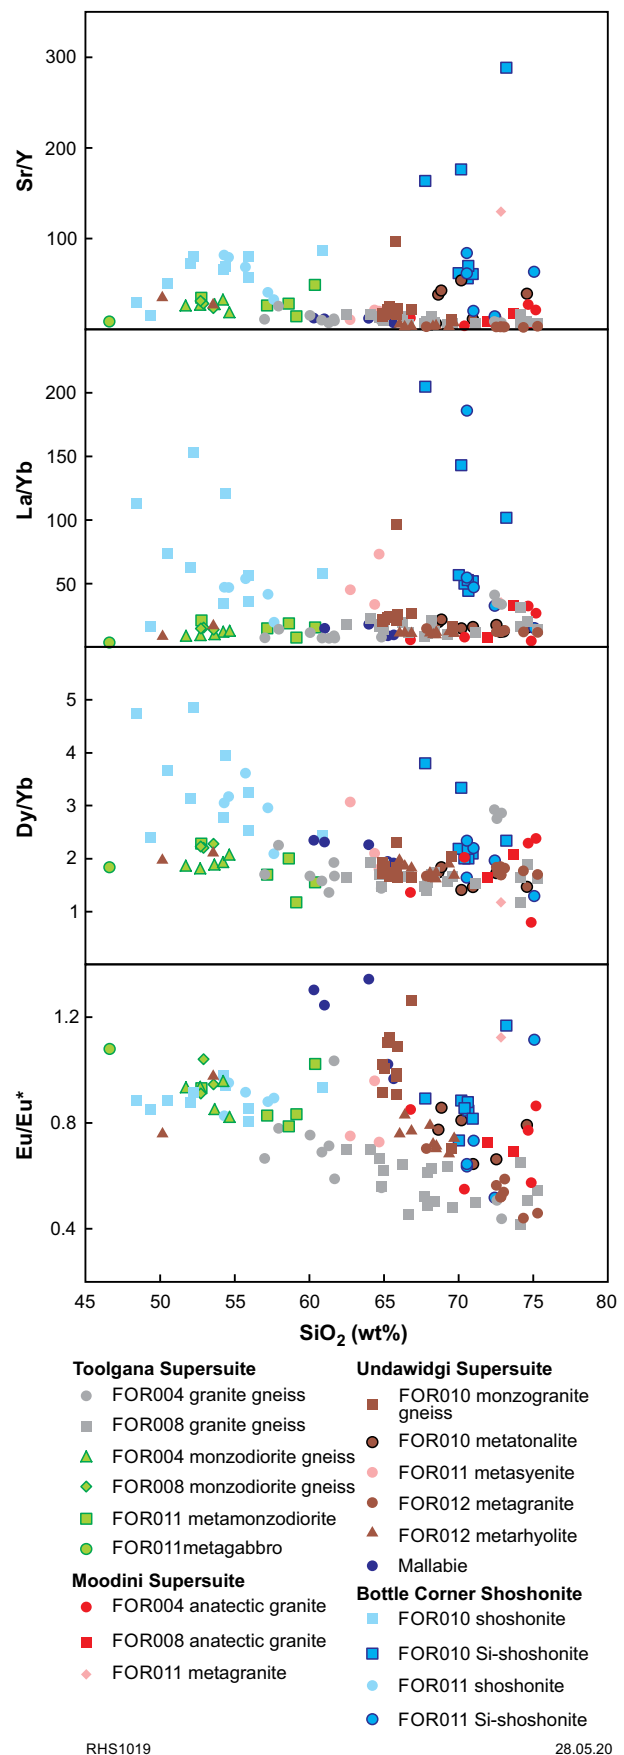 300
200
100
Sr/Y
200
150
100
50
La/Yb
5
4
3
2
1
Dy/Yb
1.2
0.8
0.4
Eu/Eu*
45 50 55 60 65 70 75 80
SiO₂ (wt%)
Toolgana Supersuite
FOR004 granite gneiss
FOR008 granite gneiss
FOR004 monzodiorite gneiss
FOR008 monzodiorite gneiss
FOR011 metamonzodiorite
FOR011metagabbro
Moodini Supersuite
FOR004 anatectic granite
FOR008 anatectic granite
FOR011 metagranite
Undawidgi Supersuite
FOR010 monzogranite
gneiss
FOR010 metatonalite
FOR011 metasyenite
FOR012 metagranite
FOR012 metarhyolite
Mallabie
Bottle Corner Shoshonite
FOR010 shoshonite
FOR010 Si-shoshonite
FOR011 shoshonite
FOR011 Si-shoshonite
RHS1019
28.05.20